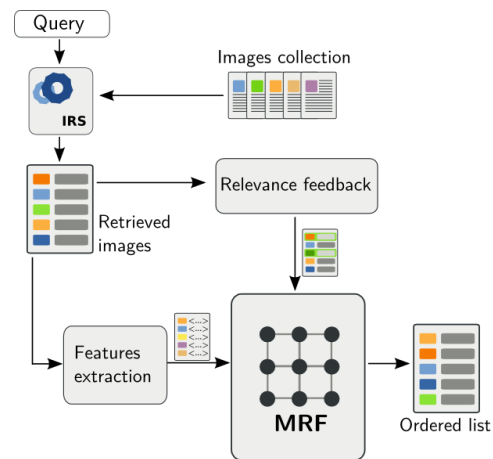 Query
Images collection
IRS
Relevance feedback
Retrieved
images
<...>
<...>
<...>
<...>
<...>
Features
extraction
MRF
Ordered list